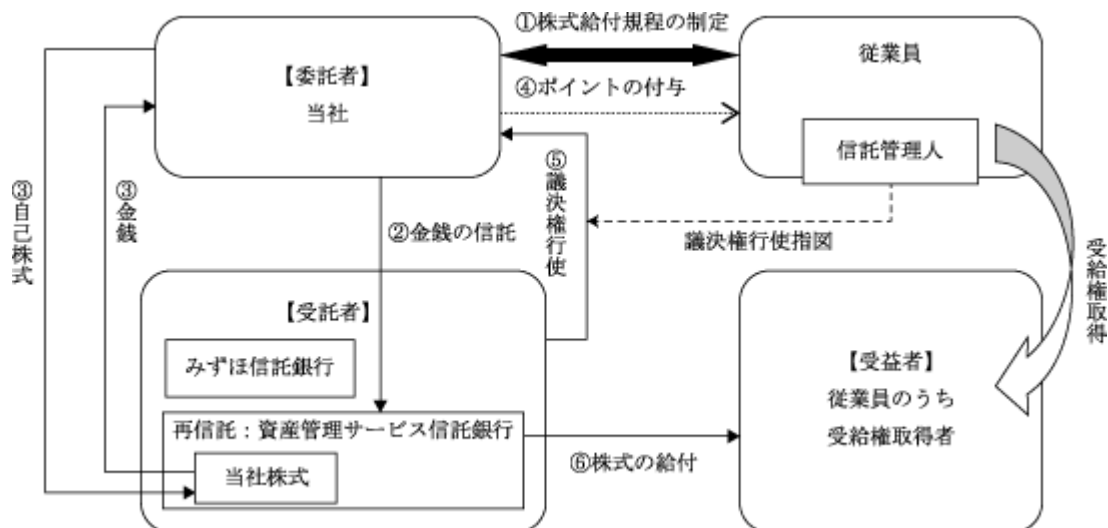 ①株式給付規程の制定
【委託者】
当社
従業員
④ポイントの付与
信託管理人
③自己株式
③金銭
②金銭の信託
⑤議決権行使
議決権行使指図
受給権取得
【受託者】
みずほ信託銀行
再信託：資産管理サービス信託銀行
当社株式
⑥株式の給付
【受益者】
従業員のうち
受給権取得者